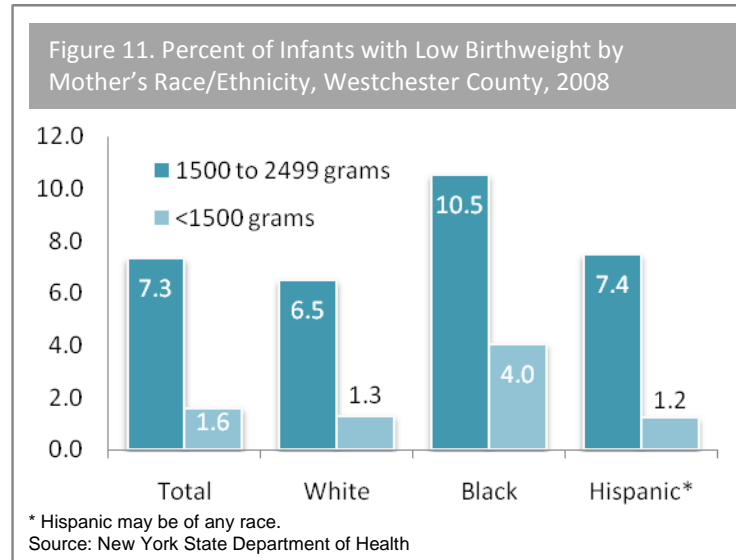 Figure 11. Percent of Infants with Low Birthweight by
Mother's Race/Ethnicity, Westchester County, 2008
12.0
10.0
8.0
6.0
4.0
2.0
0.0
1500 to 2499 grams
<1500 grams
7.3
1.6
6.5
1.3
10.5
4.0
7.4
1.2
Total
White
Black
Hispanic*
* Hispanic may be of any race.
Source: New York State Department of Health